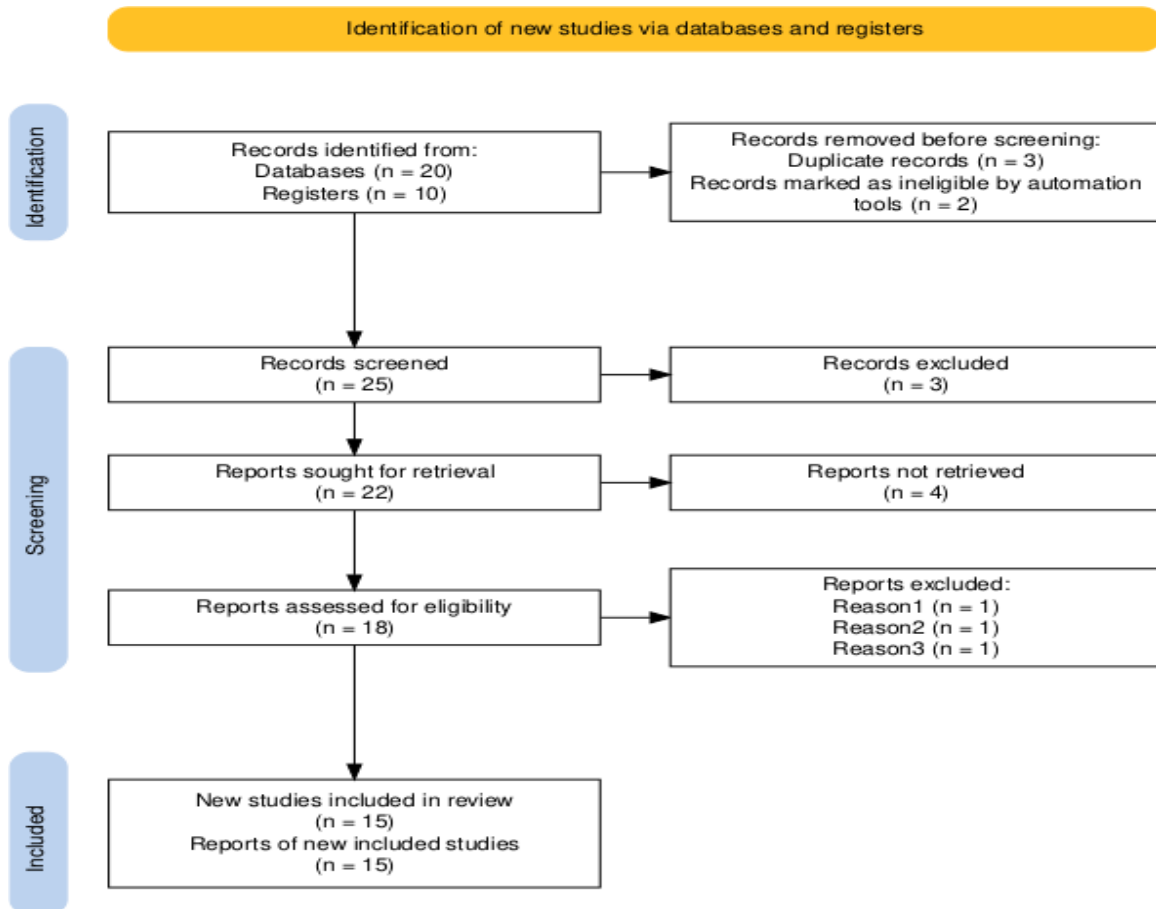 Identification of new studies via databases and registers
Identification
Records identified from:
Databases (n = 20)
Registers (n = 10)
Records removed before screening:
Duplicate records (n = 3)
Records marked as ineligible by automation
tools (n = 2)
Screening
Records screened
(n = 25)
Records excluded
(n = 3)
Reports sought for retrieval
(n = 22)
Reports not retrieved
(n = 4)
Reports assessed for eligibility
(n = 18)
Reports excluded:
Reason1 (n = 1)
Reason2 (n = 1)
Reason3 (n = 1)
Included
New studies included in review
(n = 15)
Reports of new included studies
(n = 15)